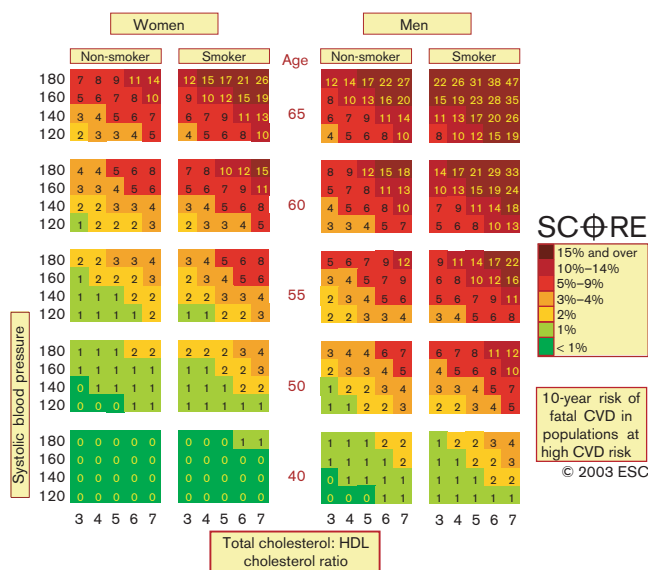 Women Men
Non-smoker Smoker Age Non-smoker Smoker
180 7 8 9 11 14 12 15 17 21 26 12 14 17 22 27 22 26 31 38 47
160 5 6 7 8 10 9 10 12 15 19 8 10 13 16 20 15 19 23 28 35
65
140 3 4 5 6 7 6 7 9 11 13 6 7 9 11 14 11 13 17 20 26
120 2 3 3 4 5 4 5 6 8 10 4 5 6 8 10 8 10 12 15 19
180 4 4 5 6 8 7 8 10 12 15 8 9 12 15 18 14 17 21 29 33
160 3 3 4 5 6 5 6 7 9 11 5 7 8 11 13 10 13 15 19 24
60
140 2 2 3 3 4 3 4 5 6 8 4 5 6 8 10 7 9 11 14 18
120 1 2 2 2 3 2 3 3 4 5 3 3 4 5 7 5 6 8 10 13
180 2 2 3 3 4 3 4 5 6 8 5 6 7 9 12 9 11 14 17 22
160 1 2 2 2 3 2 3 4 5 6 3 4 5 7 9 6 8 10 12 16
55
140 1 1 1 2 2 2 2 3 3 4 2 3 4 5 6 5 6 7 9 11
120 1 1 1 1 2 1 1 2 2 3 2 2 3 3 4 3 4 5 6 8
180 1 1 1 2 2 2 2 3 3 4 3 4 4 6 7 6 7 8 11 12
160 1 1 1 1 1 1 1 2 2 3 2 3 3 4 5 4 5 6 8 10
50
140 0 1 1 1 1 1 1 1 2 2 1 2 2 3 4 3 3 4 5 7
120 0 0 0 1 1 1 1 1 1 1 1 1 2 2 3 2 2 3 4 5
180 0 0 0 0 0 0 0 0 1 1 1 1 1 2 2 1 2 2 3 4
160 0 0 0 0 0 0 0 0 0 0 1 1 1 1 2 1 1 2 2 3
40
140 0 0 0 0 0 0 0 0 0 0 0 1 1 1 1 1 1 1 2 2
120 0 0 0 0 0 0 0 0 0 0 0 0 0 1 1 1 1 1 1 1
3 4 5 6 7 3 4 5 6 7 3 4 5 6 7 3 4 5 6 7
Systolic blood pressure
Total cholesterol: HDL
cholesterol ratio
SCORE
15% and over
10%–14%
5%–9%
3%–4%
2%
1%
< 1%
10-year risk of
fatal CVD in
populations at
high CVD risk
© 2003 ESC